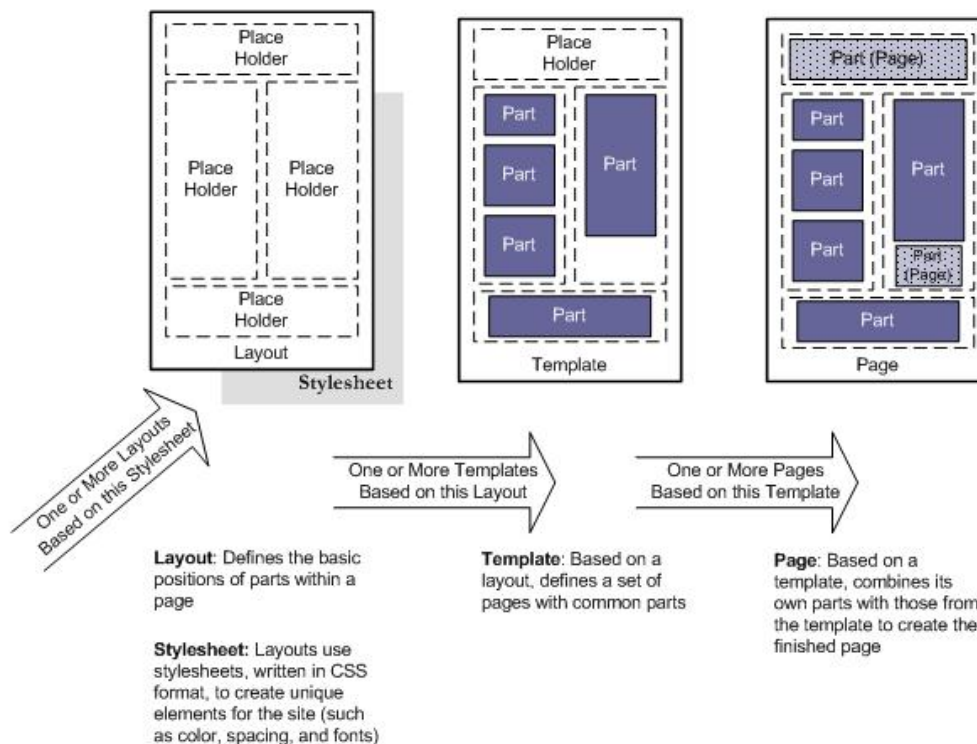 Place
Holder
Place
Holder
Place
Holder
Place
Holder
Layout
Stylesheet
Place
Holder
Part
Part
Part
Part
Part
Template
Part (Page)
Part
Part
Part
Part
Part
(Page)
Part
Page
One or More Layouts
Based on this Stylesheet
One or More Templates
Based on this Layout
One or More Pages
Based on this Template
Layout: Defines the basic
positions of parts within a
page
Stylesheet: Layouts use
stylesheets, written in CSS
format, to create unique
elements for the site (such
as color, spacing, and fonts)
Template: Based on a
layout, defines a set of
pages with common parts
Page: Based on a
template, combines its
own parts with those from
the template to create the
finished page